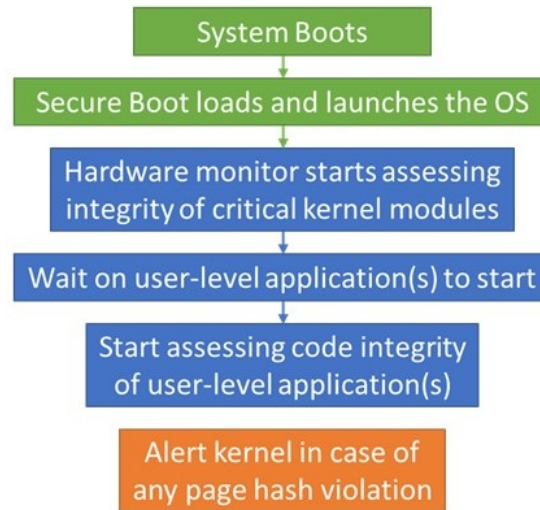 System Boots
Secure Boot loads and launches the OS
Hardware monitor starts assessing
integrity of critical kernel modules
Wait on user-level application(s) to start
Start assessing code integrity
of user-level application(s)
Alert kernel in case of
any page hash violation